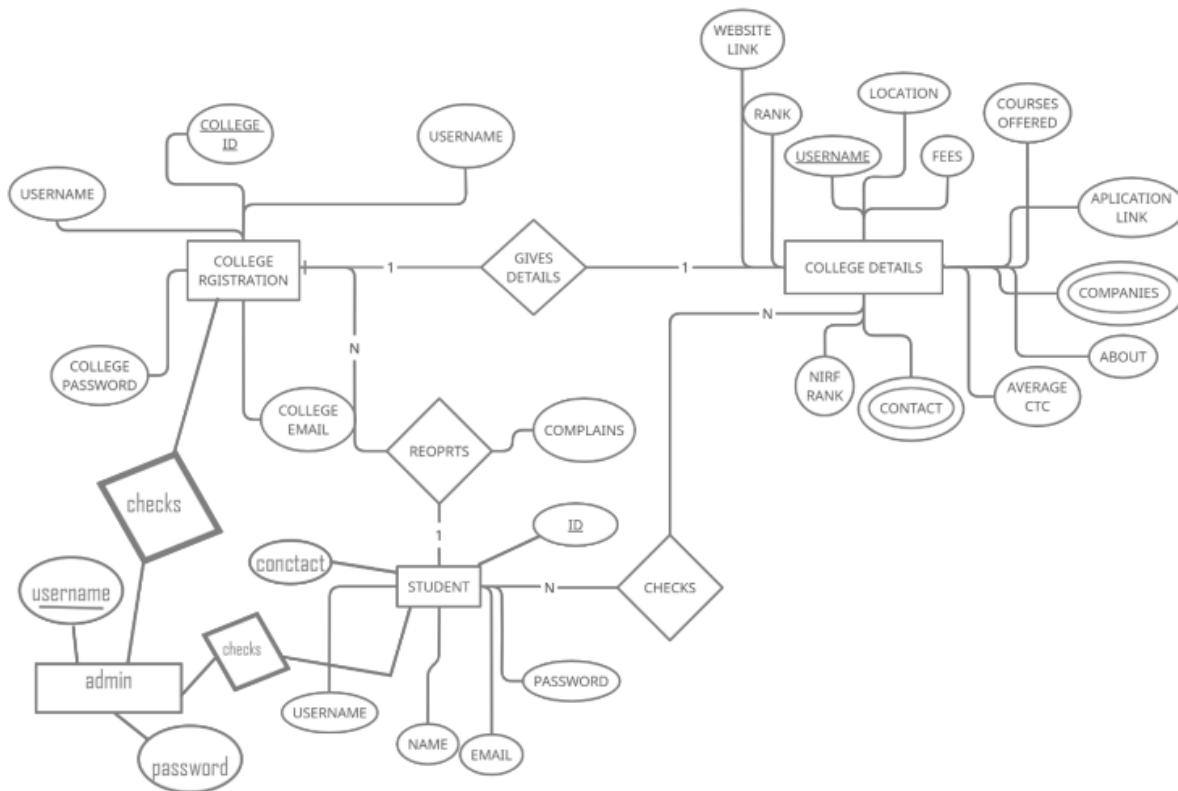 WEBSITE
LINK
LOCATION
COURSES
OFFERED
RANK
COLLEGE
ID
USERNAME
USERNAME
FEES
USERNAME
APLICATION
LINK
COLLEGE
RGISTRATION
1
GIVES
DETAILS
1
COLLEGE DETAILS
COMPANIES
N
N
COLLEGE
PASSWORD
NIRF
RANK
ABOUT
AVERAGE
CTC
CONTACT
COLLEGE
EMAIL
COMPLAINS
REOPRTS
checks
ID
1
conctact
STUDENT
N
CHECKS
username
checks
admin
PASSWORD
USERNAME
NAME
EMAIL
password